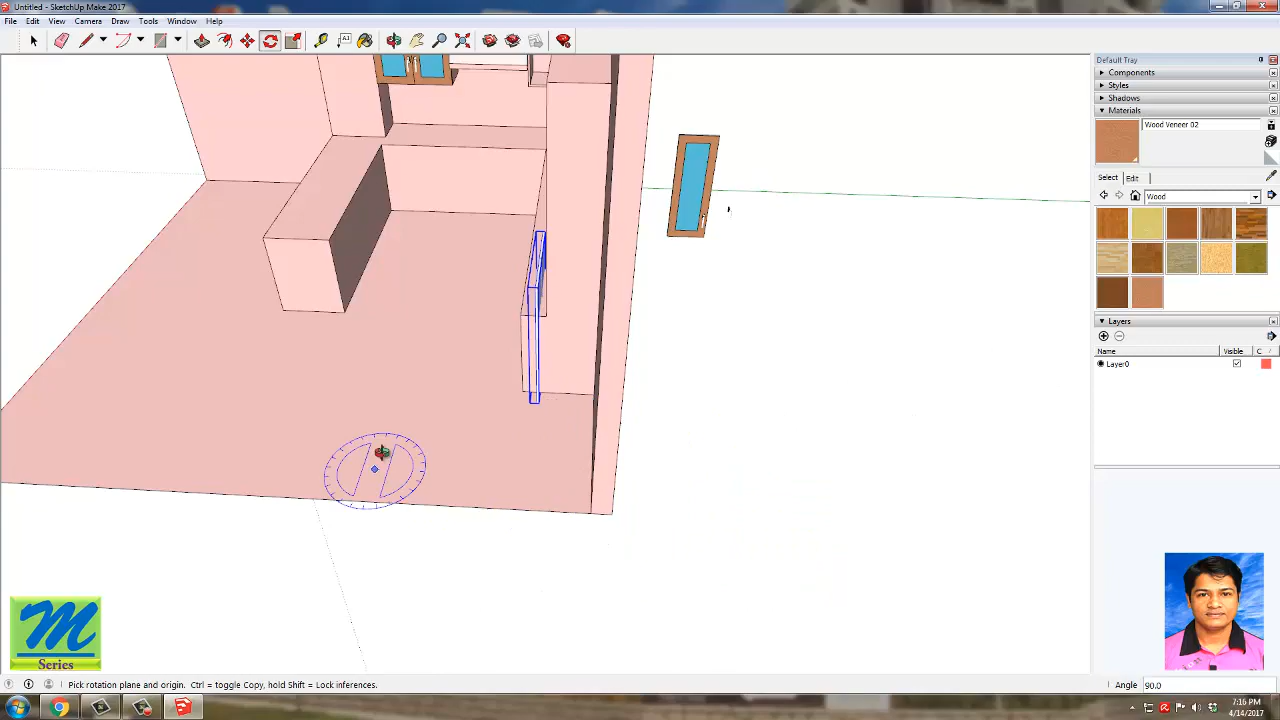 Untitled - SketchUp Make 2017
File Edit View Camera Draw Tools Window Help
Default Tray
Components
Styles
Shadows
Materials
Wood Veneer 02
Select Edit
Wood
Layers
Name Visible C
Layer0
M
Series
Pick rotation plane and origin. Ctrl = toggle Copy, hold Shift = Lock inferences.
Angle 90.0
7:16 PM
4/14/2017